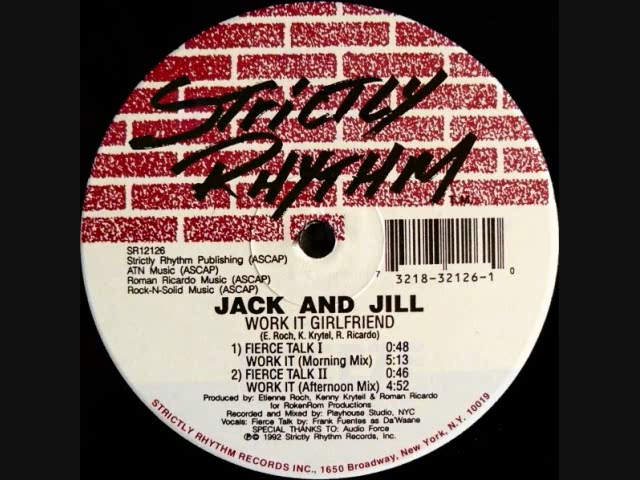 STRICTLY
RHYTHM T.M.
SR12126
Strictly Rhythm Publishing (ASCAP)
ATN Music (ASCAP)
Roman Ricardo Music (ASCAP)
Rock-N-Solid Music (ASCAP)
7 3218-32126-1 0
JACK AND JILL
WORK IT GIRLFRIEND
(E. Roch, K. Krytel, R. Ricardo)
1) FIERCE TALK I 0:48
WORK IT (Morning Mix) 5:13
2) FIERCE TALK II 0:46
WORK IT (Afternoon Mix) 4:52
Produced by: Etienne Roch, Kenny Krytell & Roman Ricardo
for RokenRom Productions
Recorded and Mixed by: Playhouse Studio, NYC
Vocals: Fierce Talk by: Frank Fuentes as Da'Waane
SPECIAL THANKS TO: Audio Force
℗© 1992 Strictly Rhythm Records, Inc.
STRICTLY RHYTHM RECORDS INC., 1650 Broadway, New York, N.Y. 10019